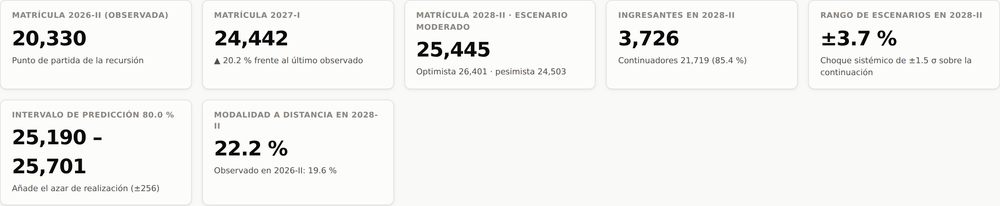 MATRÍCULA 2026-II (OBSERVADA)
20,330
Punto de partida de la recursión
MATRÍCULA 2027-I
24,442
▲ 20.2 % frente al último observado
MATRÍCULA 2028-II · ESCENARIO
MODERADO
25,445
Optimista 26,401 · pesimista 24,503
INGRESANTES EN 2028-II
3,726
Continuadores 21,719 (85.4 %)
RANGO DE ESCENARIOS EN 2028-II
±3.7 %
Choque sistémico de ±1.5 σ sobre la
continuación
INTERVALO DE PREDICCIÓN 80.0 %
25,190 –
25,701
Añade el azar de realización (±256)
MODALIDAD A DISTANCIA EN 2028-
II
22.2 %
Observado en 2026-II: 19.6 %